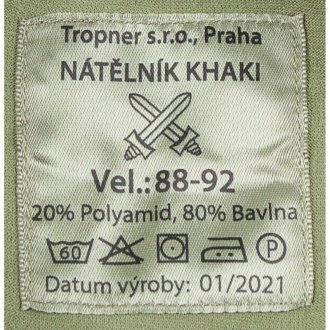 Tropner s.r.o., Praha
NÁTĚLNÍK KHAKI
Vel.: 88-92
20% Polyamid, 80% Bavlna
60 P
Datum výroby: 01/2021